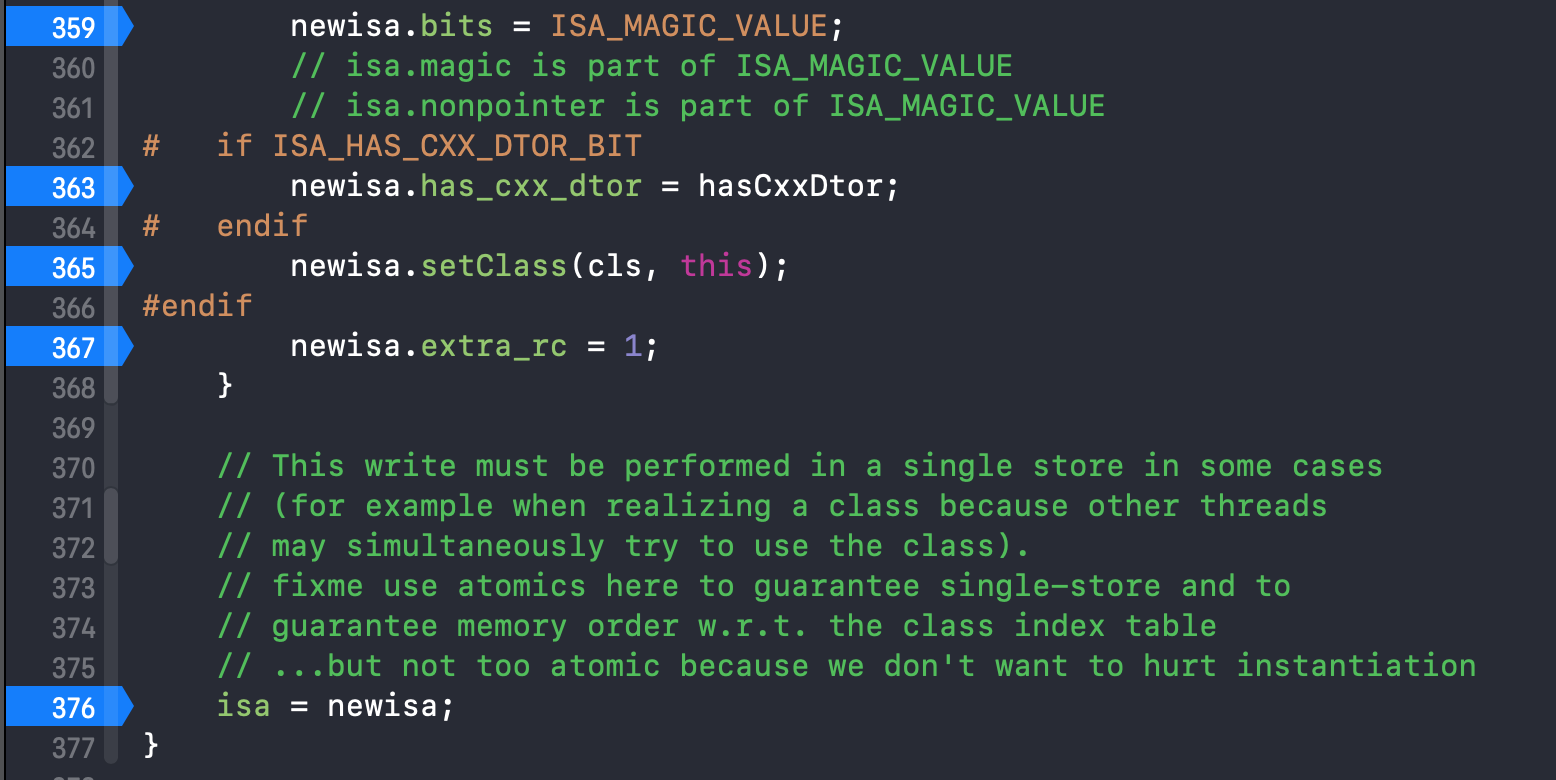 359 newisa.bits = ISA_MAGIC_VALUE;
360 // isa.magic is part of ISA_MAGIC_VALUE
361 // isa.nonpointer is part of ISA_MAGIC_VALUE
362 #   if ISA_HAS_CXX_DTOR_BIT
363 newisa.has_cxx_dtor = hasCxxDtor;
364 #   endif
365 newisa.setClass(cls, this);
366 #endif
367 newisa.extra_rc = 1;
368 }
369
370 // This write must be performed in a single store in some cases
371 // (for example when realizing a class because other threads
372 // may simultaneously try to use the class).
373 // fixme use atomics here to guarantee single-store and to
374 // guarantee memory order w.r.t. the class index table
375 // ...but not too atomic because we don't want to hurt instantiation
376 isa = newisa;
377 }